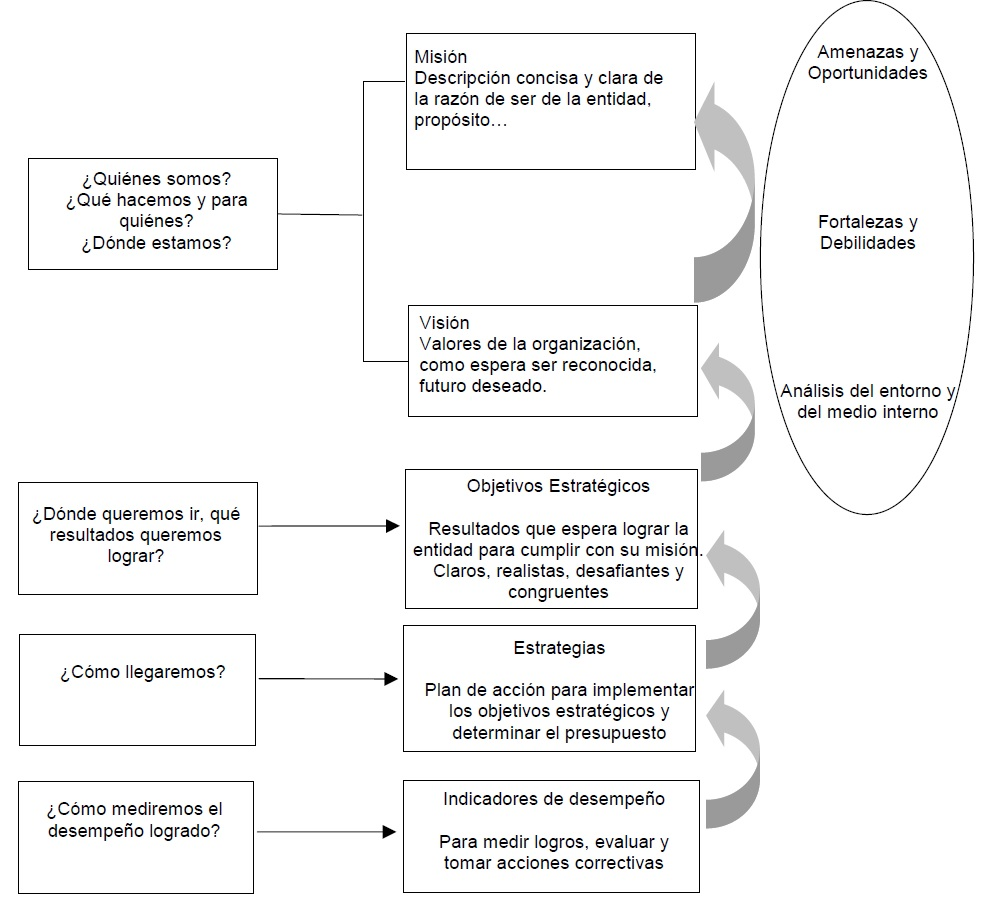 Misión
Descripción concisa y clara de
la razón de ser de la entidad,
propósito…
Amenazas y
Oportunidades
¿Quiénes somos?
¿Qué hacemos y para
quiénes?
¿Dónde estamos?
Fortalezas y
Debilidades
Visión
Valores de la organización,
como espera ser reconocida,
futuro deseado.
Análisis del entorno y
del medio interno
¿Dónde queremos ir, qué
resultados queremos
lograr?
Objetivos Estratégicos
Resultados que espera lograr la
entidad para cumplir con su misión.
Claros, realistas, desafiantes y
congruentes
¿Cómo llegaremos?
Estrategias
Plan de acción para implementar
los objetivos estratégicos y
determinar el presupuesto
¿Cómo mediremos el
desempeño logrado?
Indicadores de desempeño
Para medir logros, evaluar y
tomar acciones correctivas